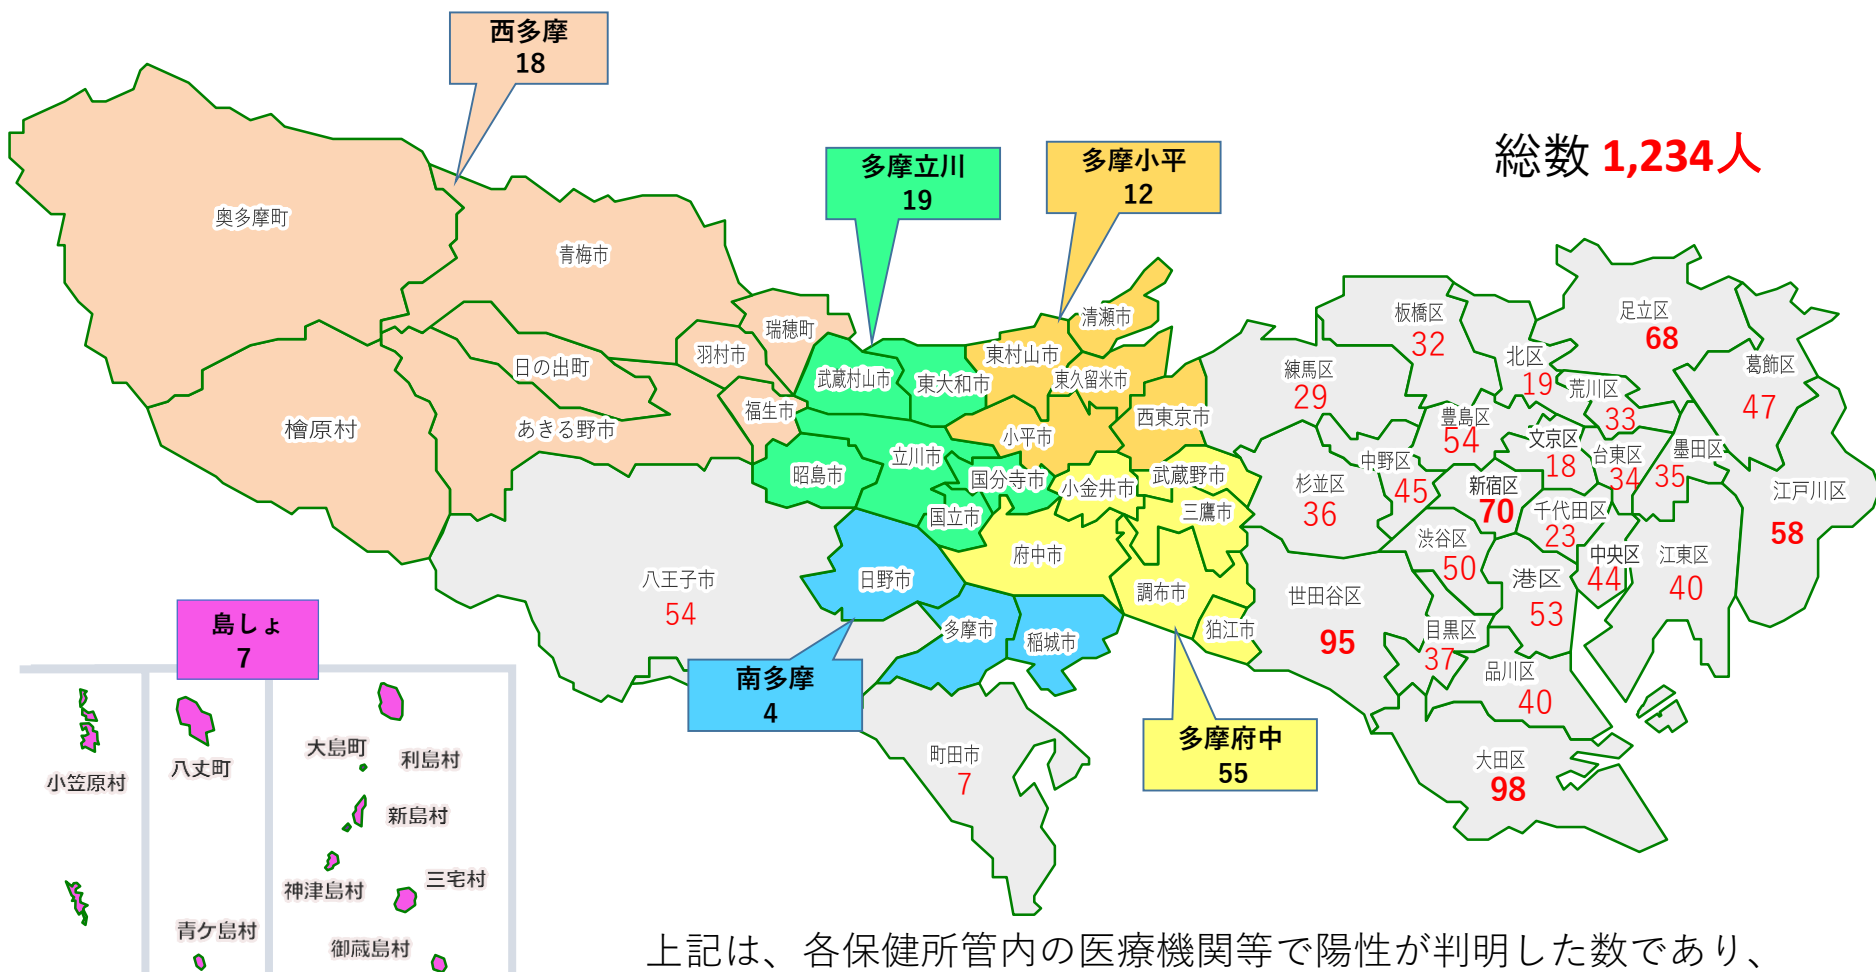 西多摩
18
総数 1,234人
多摩立川
19
多摩小平
12
奥多摩町
青梅市
瑞穂町
羽村市
日の出町
福生市
あきる野市
檜原村
武蔵村山市
東大和市
立川市
昭島市
国分寺市
国立市
清瀬市
東村山市
東久留米市
西東京市
小平市
小金井市
武蔵野市
三鷹市
府中市
調布市
狛江市
八王子市
54
日野市
多摩市
稲城市
南多摩
4
多摩府中
55
町田市
7
板橋区
32
足立区
68
北区
19
練馬区
29
荒川区
33
葛飾区
47
豊島区
54
文京区
18
台東区
34
墨田区
35
中野区
45
杉並区
36
新宿区
70
千代田区
23
江戸川区
58
渋谷区
50
中央区
44
江東区
40
港区
53
世田谷区
95
目黒区
37
品川区
40
大田区
98
島しょ
7
小笠原村
八丈町
大島町
利島村
新島村
神津島村
三宅村
青ケ島村
御蔵島村
上記は、各保健所管内の医療機関等で陽性が判明した数であり、